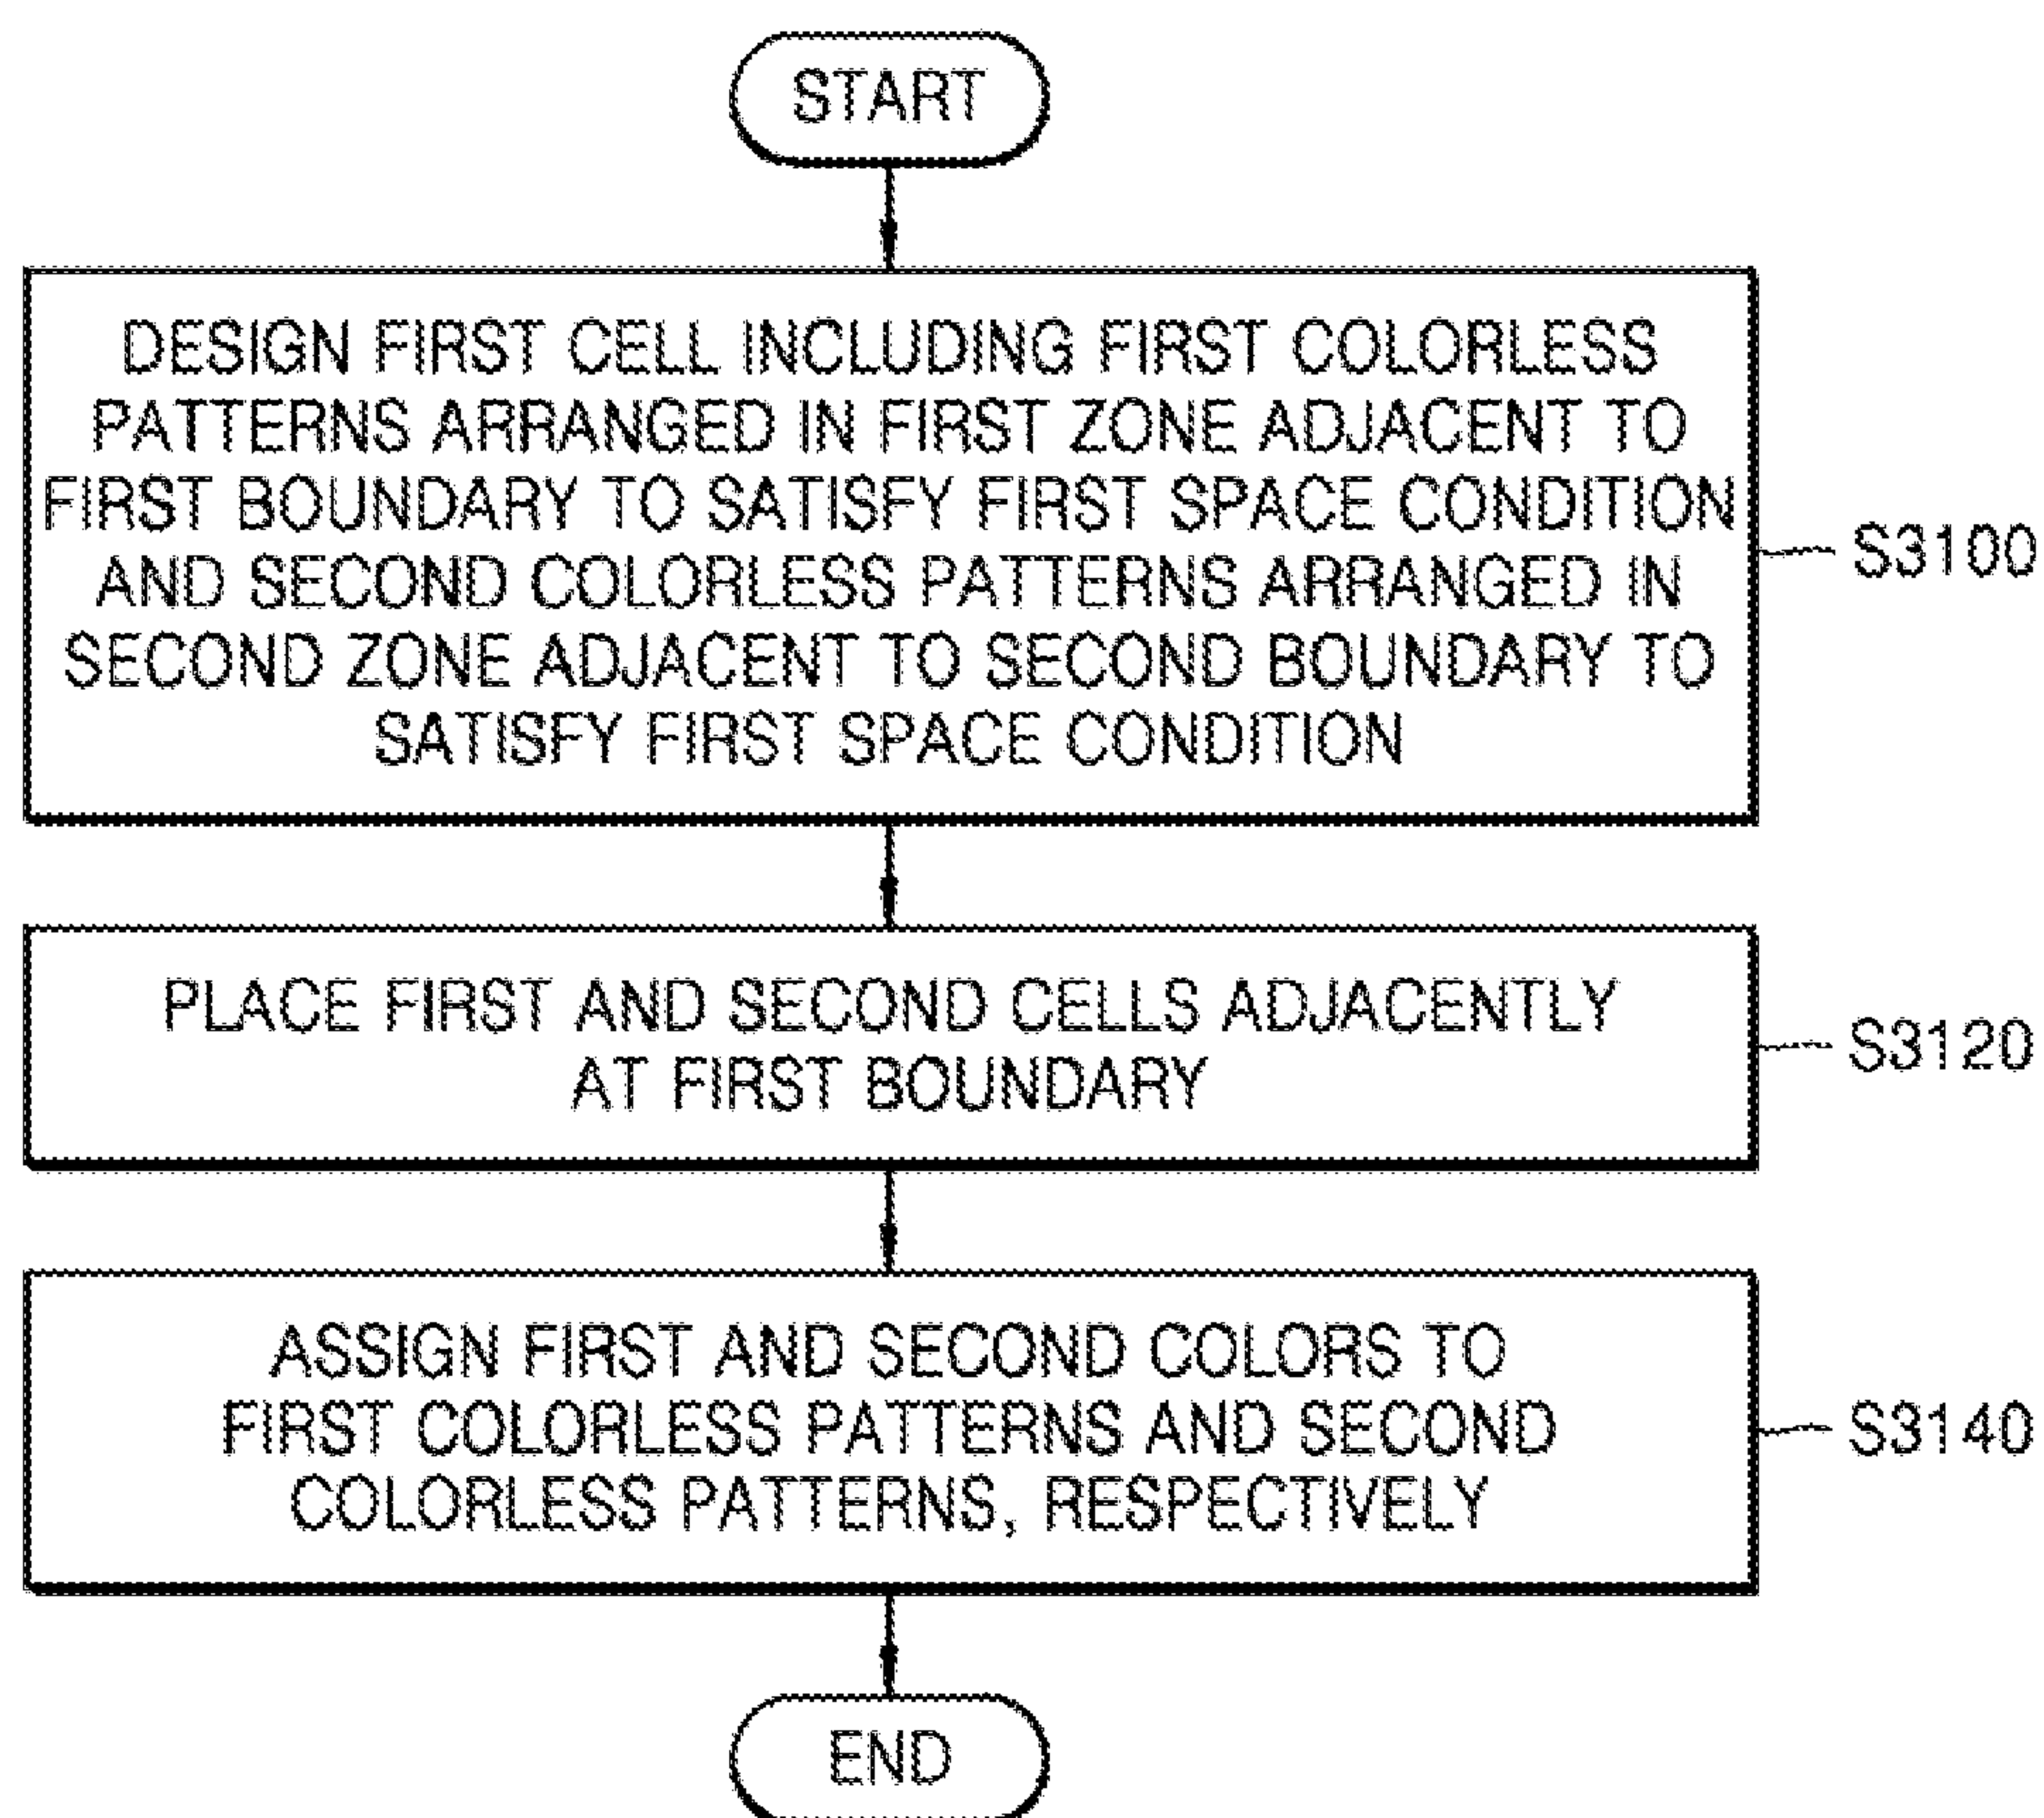 START
DESIGN FIRST CELL INCLUDING FIRST COLORLESS
PATTERNS ARRANGED IN FIRST ZONE ADJACENT TO
FIRST BOUNDARY TO SATISFY FIRST SPACE CONDITION
AND SECOND COLORLESS PATTERNS ARRANGED IN
SECOND ZONE ADJACENT TO SECOND BOUNDARY TO
SATISFY FIRST SPACE CONDITION
S3100
PLACE FIRST AND SECOND CELLS ADJACENTLY
AT FIRST BOUNDARY
S3120
ASSIGN FIRST AND SECOND COLORS TO
FIRST COLORLESS PATTERNS AND SECOND
COLORLESS PATTERNS, RESPECTIVELY
S3140
END